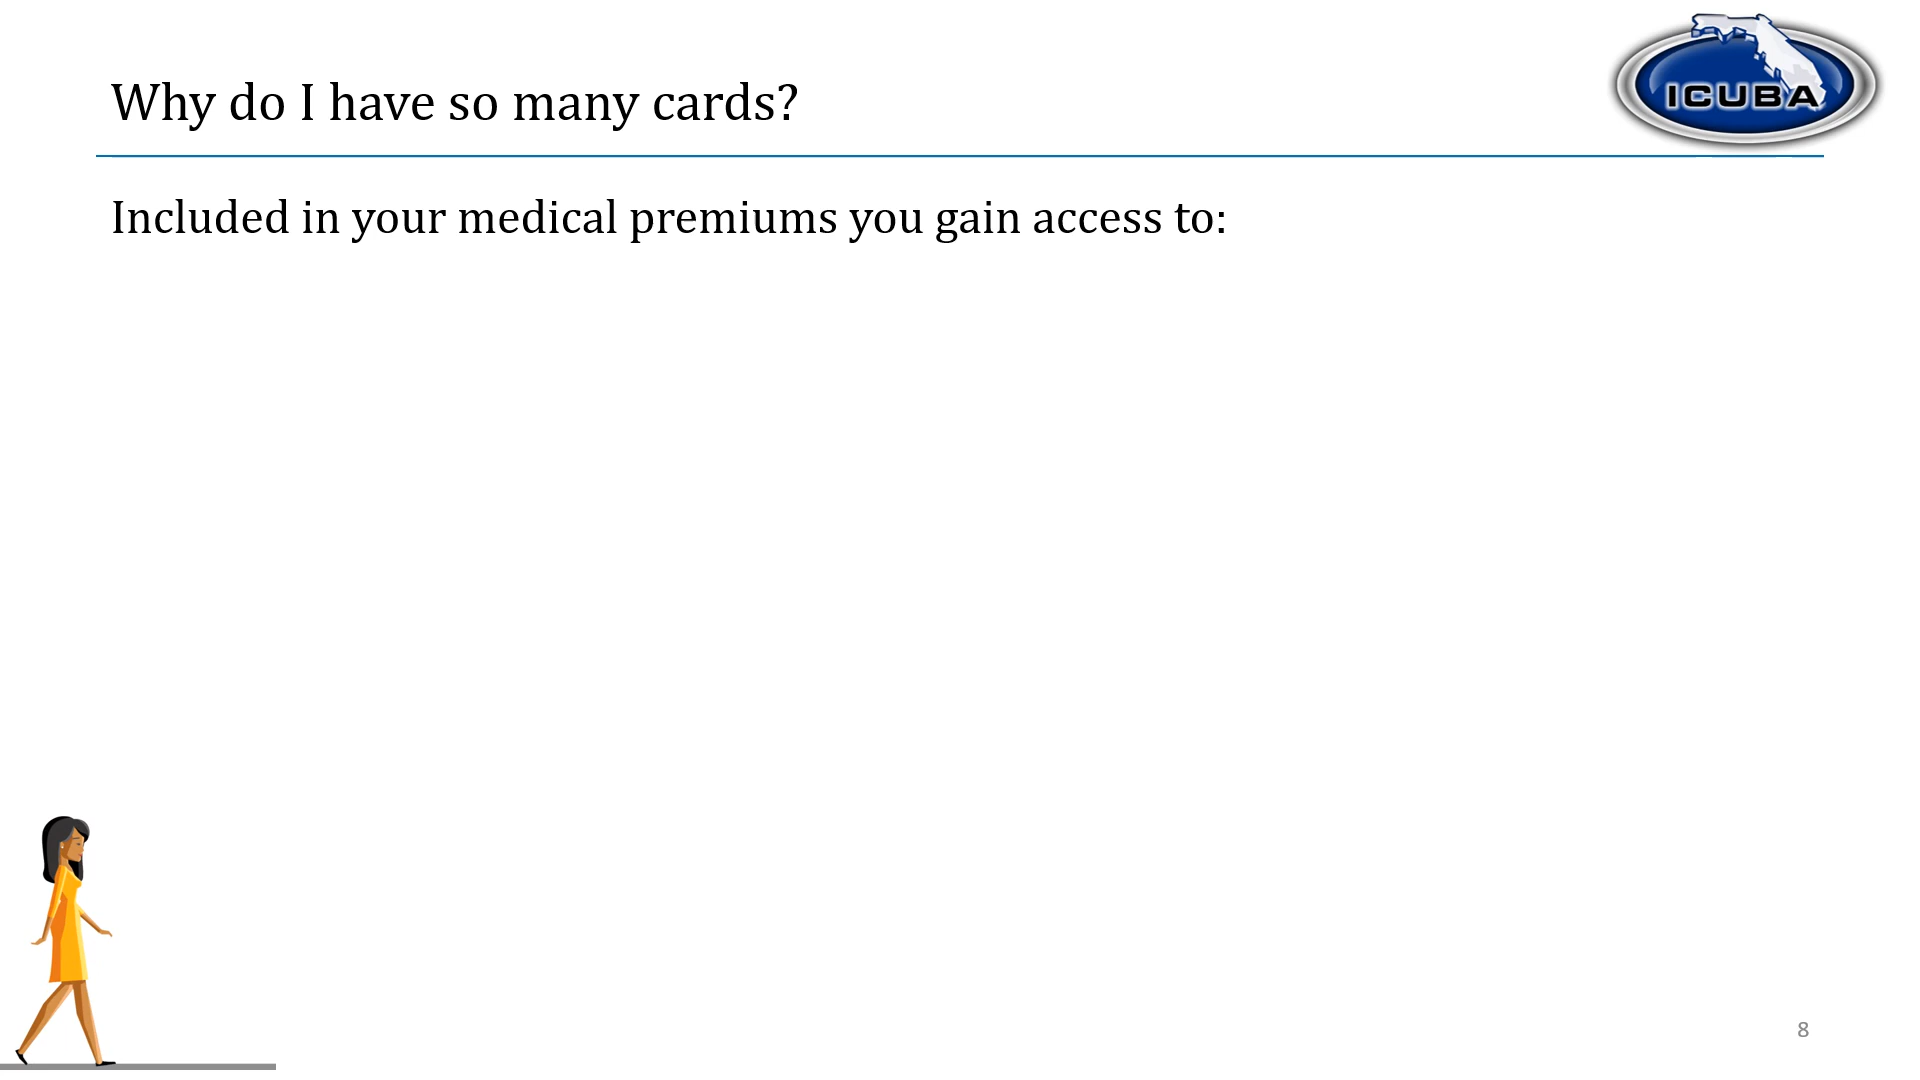 Why do I have so many cards?
ICUBA
Included in your medical premiums you gain access to:
8